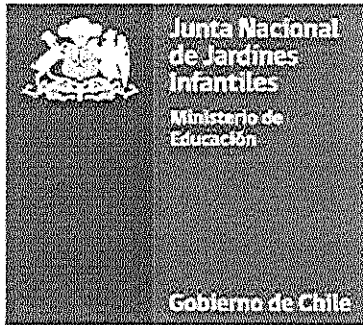 Junta Nacional
de Jardines
Infantiles
Ministerio de
Educación
Gobierno de Chile